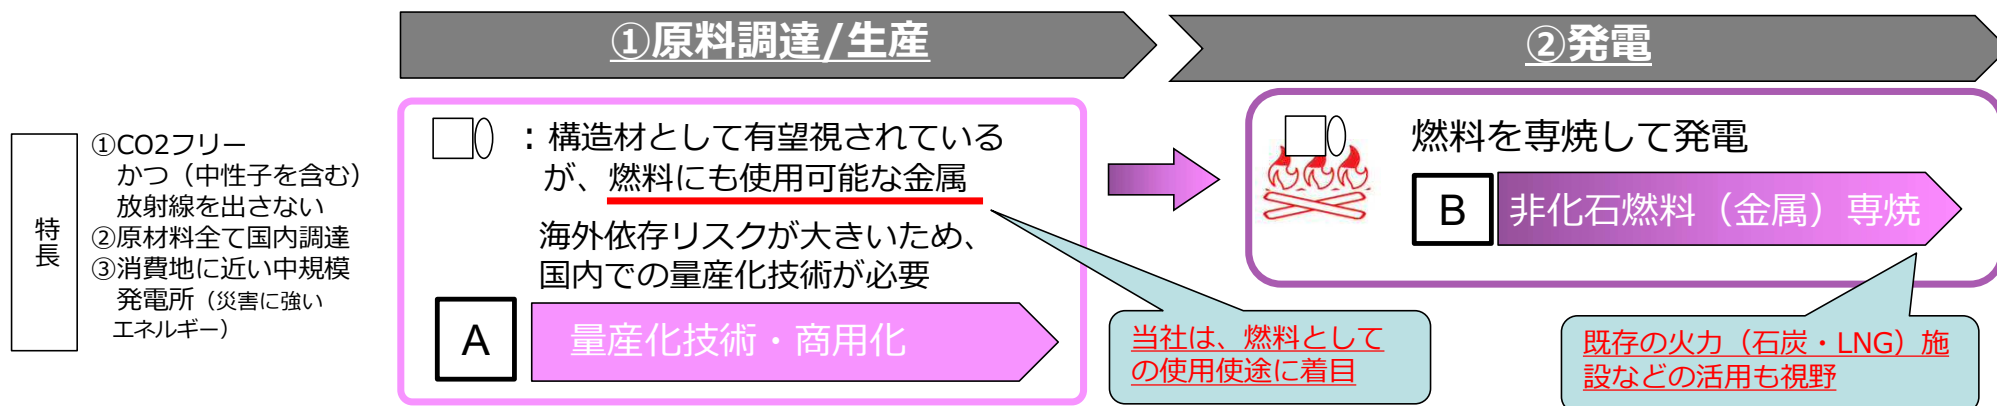 ①原料調達/生産
②発電
特長
①CO2フリー
かつ（中性子を含む）
放射線を出さない
②原材料全て国内調達
③消費地に近い中規模
発電所（災害に強い
エネルギー）
：構造材として有望視されている
が、燃料にも使用可能な金属
海外依存リスクが大きいため、
国内での量産化技術が必要
A
量産化技術・商用化
当社は、燃料として
の使用使途に着目
燃料を専焼して発電
B
非化石燃料（金属）専焼
既存の火力（石炭・LNG）施
設などの活用も視野